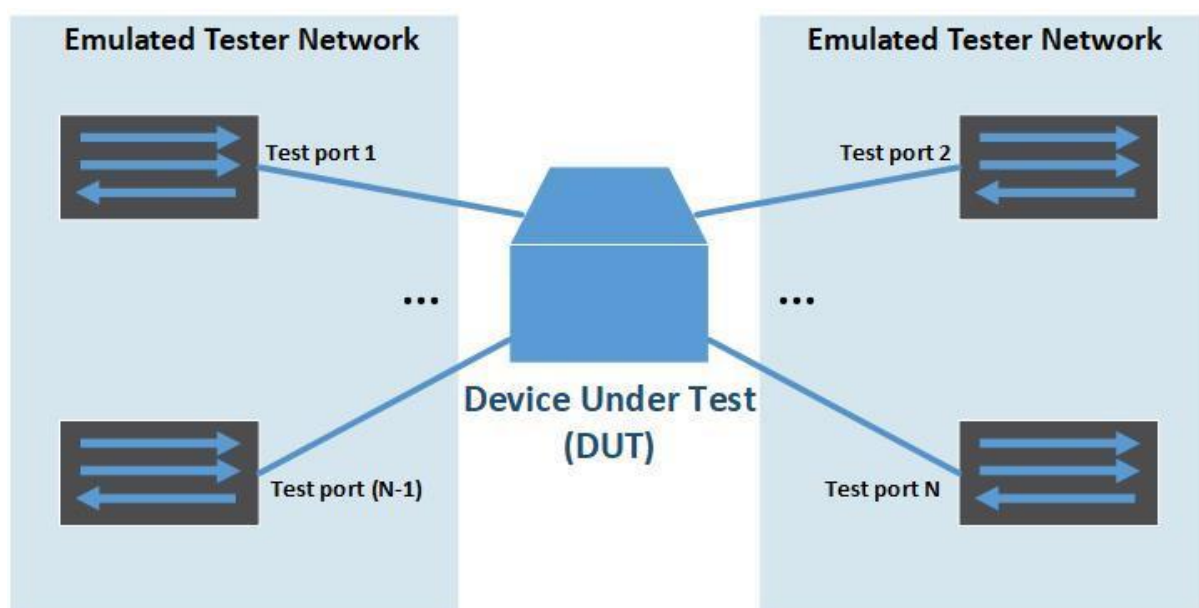 Emulated Tester Network
Emulated Tester Network
Test port 1
Test port 2
...
...
Device Under Test
(DUT)
Test port (N-1)
Test port N